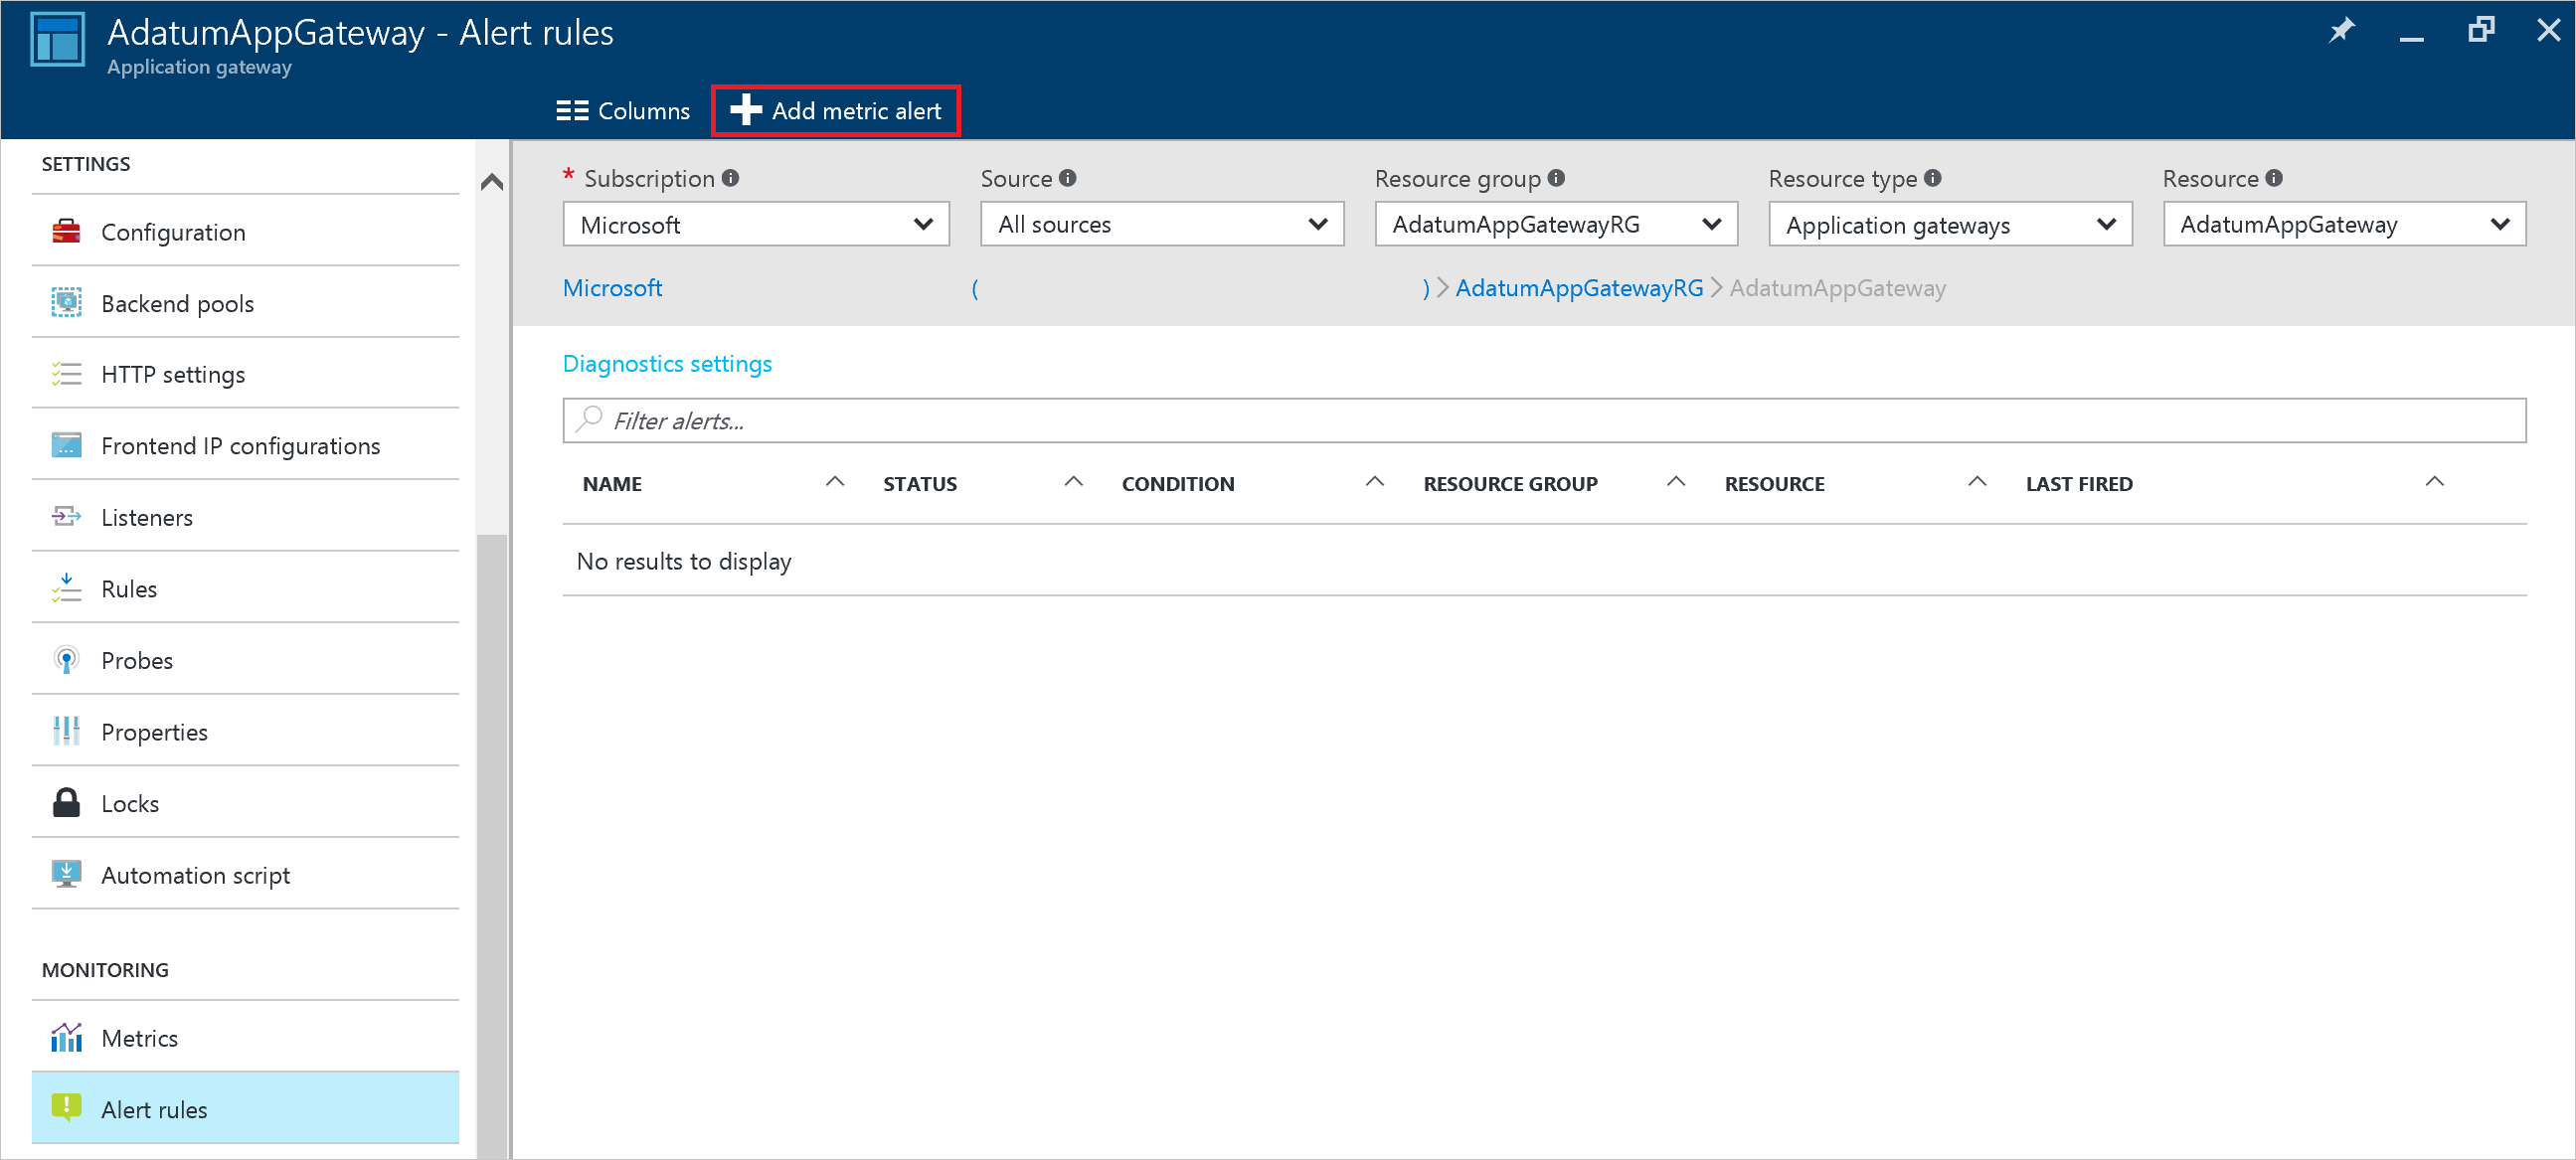 AdatumAppGateway - Alert rules
Application gateway
Columns
Add metric alert
SETTINGS
Configuration
Backend pools
HTTP settings
Frontend IP configurations
Listeners
Rules
Probes
Properties
Locks
Automation script
MONITORING
Metrics
Alert rules
* Subscription
Source
Resource group
Resource type
Resource
Microsoft
All sources
AdatumAppGatewayRG
Application gateways
AdatumAppGateway
Microsoft ( ) > AdatumAppGatewayRG > AdatumAppGateway
Diagnostics settings
Filter alerts...
NAME
STATUS
CONDITION
RESOURCE GROUP
RESOURCE
LAST FIRED
No results to display